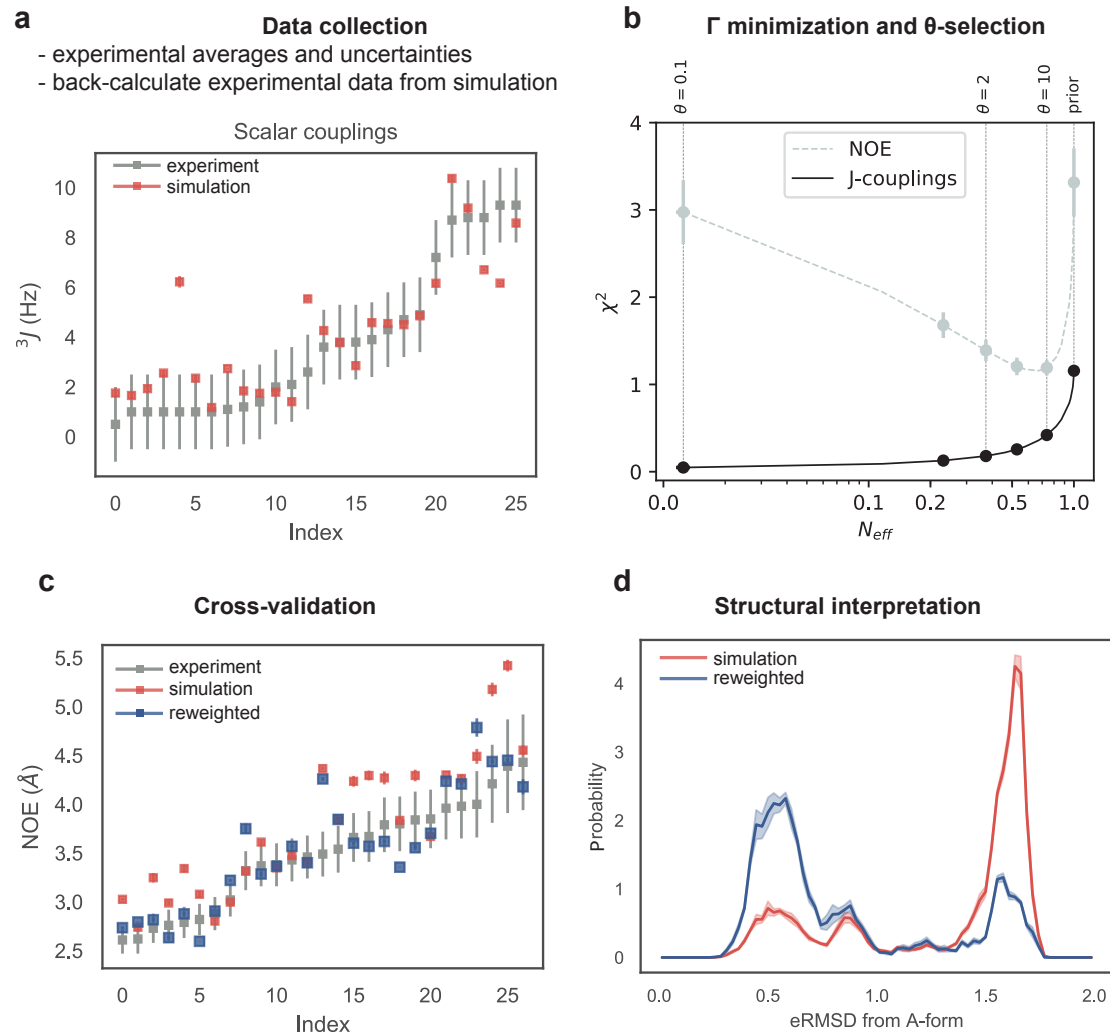 a
Data collection
- experimental averages and uncertainties
- back-calculate experimental data from simulation
Scalar couplings
experiment
simulation
³J (Hz)
10
8
6
4
2
0
0
5
10
15
20
25
Index
b
Γ minimization and θ-selection
θ = 0.1
θ = 2
θ = 10
prior
NOE
J-couplings
χ²
4
3
2
1
0
0.0
0.1
0.2
0.5
1.0
N_eff
c
Cross-validation
experiment
simulation
reweighted
NOE (Å)
5.5
5.0
4.5
4.0
3.5
3.0
2.5
0
5
10
15
20
25
Index
d
Structural interpretation
simulation
reweighted
Probability
4
3
2
1
0
0.0
0.5
1.0
1.5
2.0
eRMSD from A-form